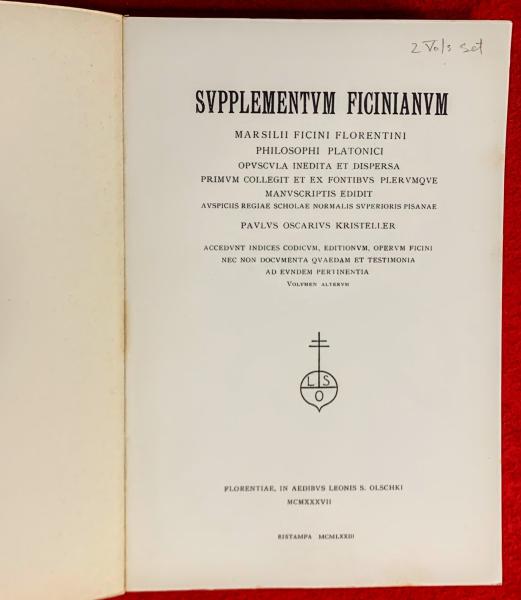 2 Vols set
SVPPLEMENTVM FICINIANVM
MARSILII FICINI FLORENTINI
PHILOSOPHI PLATONICI
OPVSCVLA INEDITA ET DISPERSA
PRIMVM COLLEGIT ET EX FONTIBVS PLERVMQVE
MANVSCRIPTIS EDIDIT
AVSPICIIS REGIAE SCHOLAE NORMALIS SVPERIORIS PISANAE
PAVLVS OSCARIVS KRISTELLER
ACCEDVNT INDICES CODICVM, EDITIONVM, OPERVM FICINI
NEC NON DOCVMENTA QVAEDAM ET TESTIMONIA
AD EVNDEM PERTINENTIA
VOLVMEN ALTERVM
L S
O
FLORENTIAE, IN AEDIBVS LEONIS S. OLSCHKI
MCMXXXVII
RISTAMPA MCMLXXIII